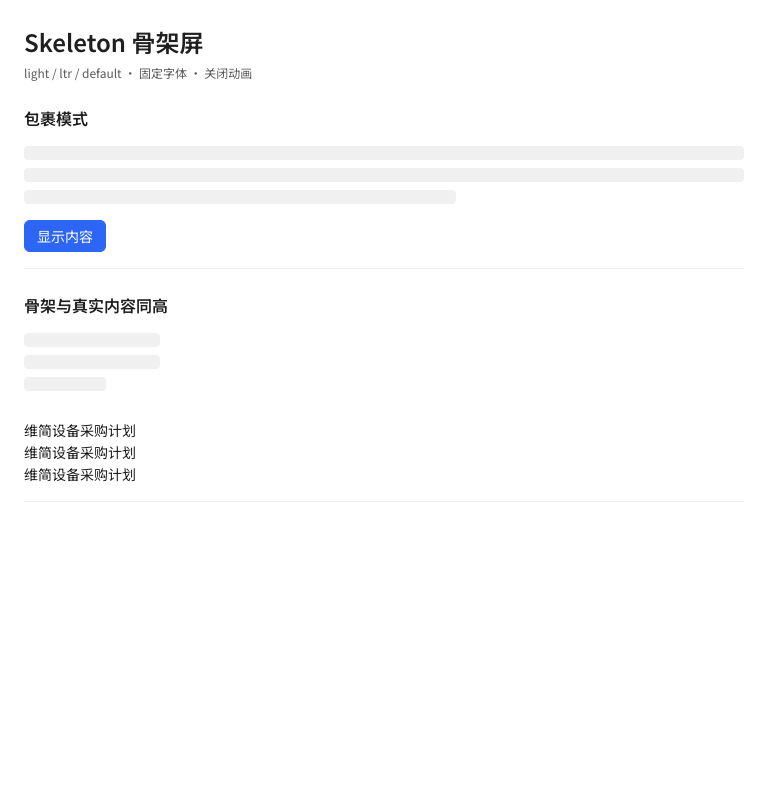 Skeleton 骨架屏
light / ltr / default · 固定字体 · 关闭动画
包裹模式
显示内容
骨架与真实内容同高
维简设备采购计划
维简设备采购计划
维简设备采购计划